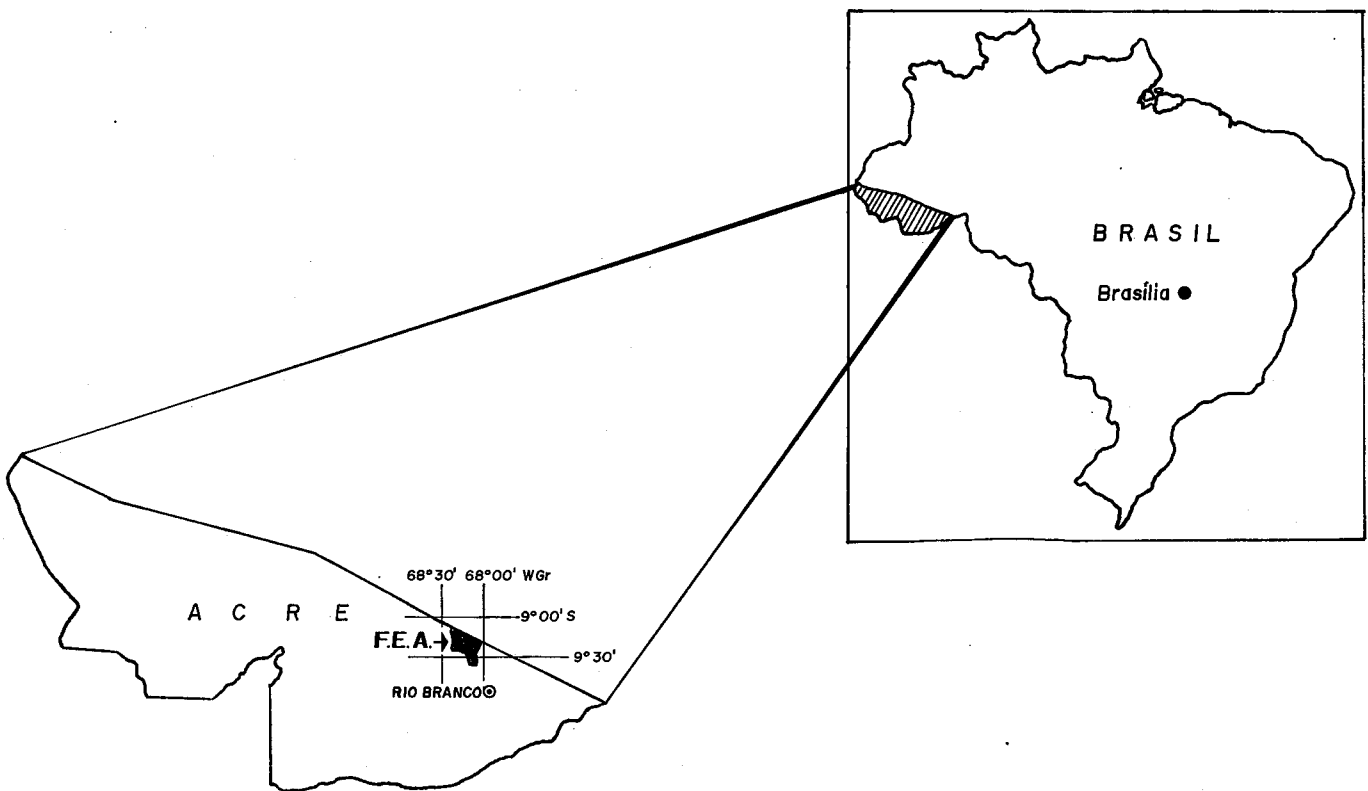 BRASIL
Brasília
68°30' 68°00' WGr
ACRE
9°00' S
F.E.A.
9°30'
RIO BRANCO